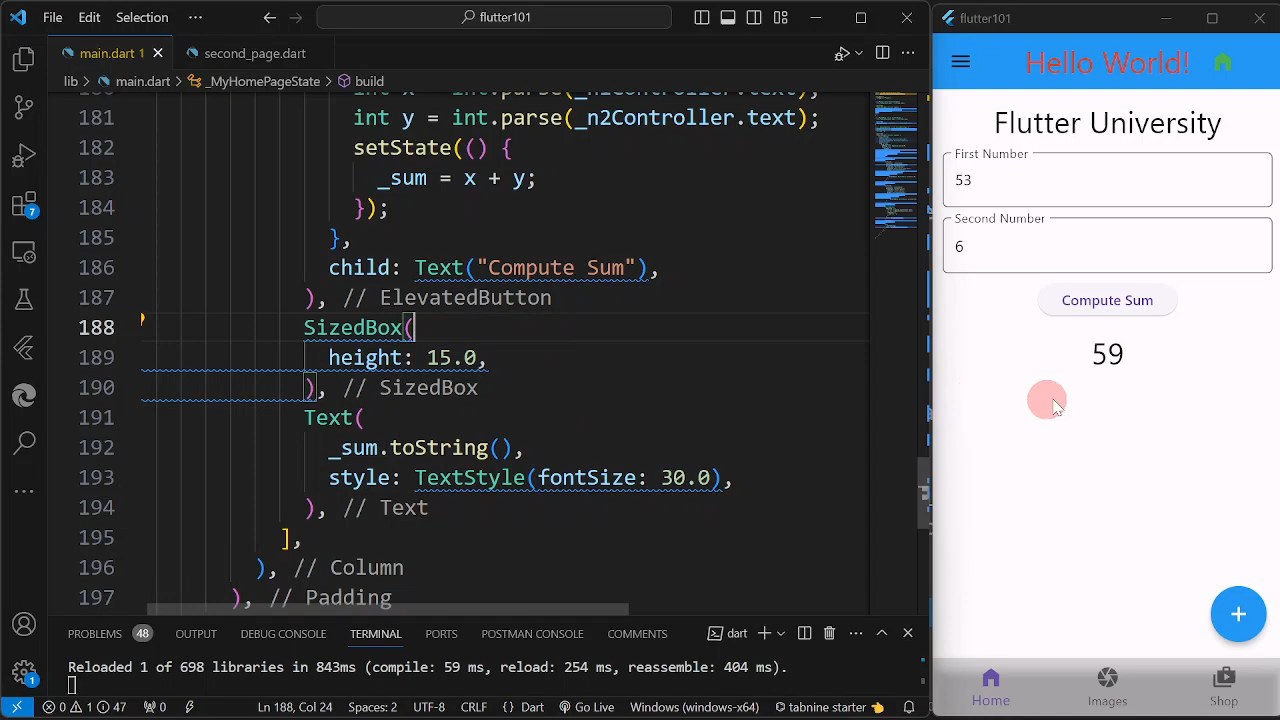 File Edit Selection ··· flutter101
main.dart 1 second_page.dart
lib > main.dart > _MyHomePageState > build
181 int y = int.parse(_n2Controller.text);
182 setState(() {
183 _sum = x + y;
184 });
185 },
186 child: Text("Compute Sum"),
187 ), // ElevatedButton
188 SizedBox(
189 height: 15.0,
190 ), // SizedBox
191 Text(
192 _sum.toString(),
193 style: TextStyle(fontSize: 30.0),
194 ), // Text
195 ],
196 ), // Column
197 ), // Padding
7
1
PROBLEMS 48 OUTPUT DEBUG CONSOLE TERMINAL PORTS POSTMAN CONSOLE COMMENTS dart
Reloaded 1 of 698 libraries in 843ms (compile: 59 ms, reload: 254 ms, reassemble: 404 ms).
0 1 47 0 Ln 188, Col 24 Spaces: 2 UTF-8 CRLF {} Dart Go Live Windows (windows-x64) tabnine starter
flutter101
Hello World!
Flutter University
First Number
53
Second Number
6
Compute Sum
59
Home Images Shop